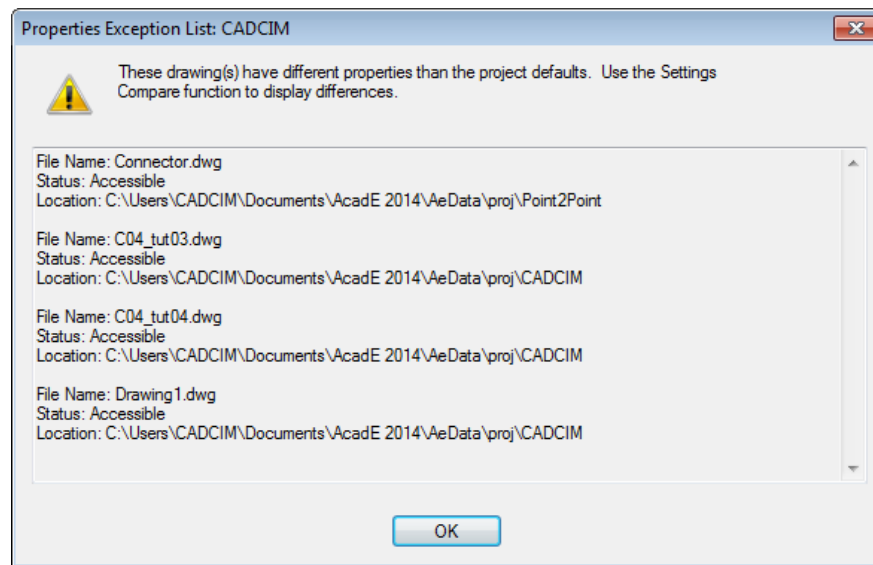 Properties Exception List: CADCIM
These drawing(s) have different properties than the project defaults. Use the Settings
Compare function to display differences.
File Name: Connector.dwg
Status: Accessible
Location: C:\Users\CADCIM\Documents\AcadE 2014\AeData\proj\Point2Point
File Name: C04_tut03.dwg
Status: Accessible
Location: C:\Users\CADCIM\Documents\AcadE 2014\AeData\proj\CADCIM
File Name: C04_tut04.dwg
Status: Accessible
Location: C:\Users\CADCIM\Documents\AcadE 2014\AeData\proj\CADCIM
File Name: Drawing1.dwg
Status: Accessible
Location: C:\Users\CADCIM\Documents\AcadE 2014\AeData\proj\CADCIM
OK